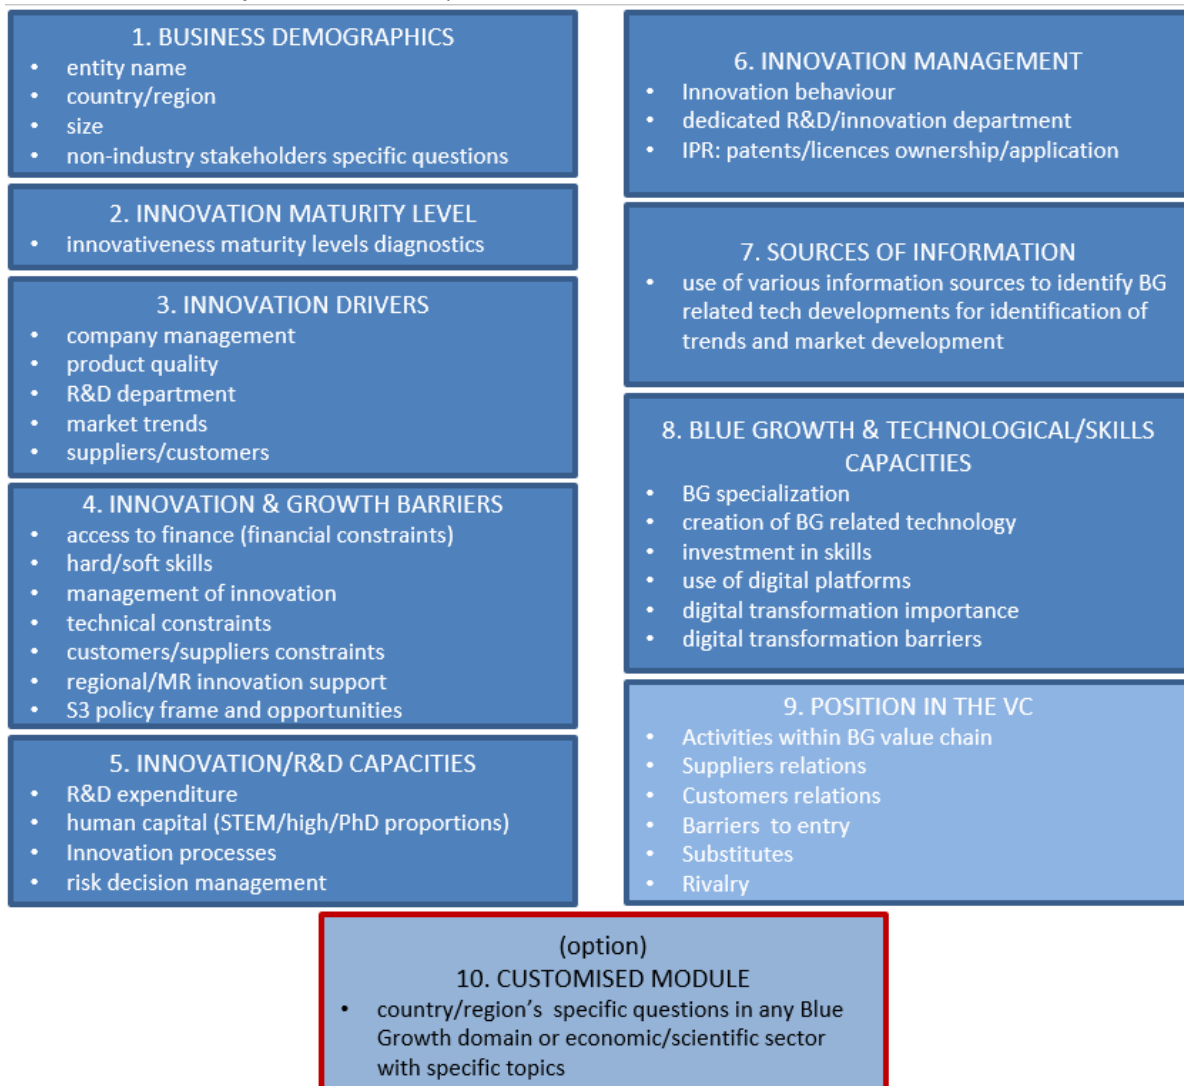 1. BUSINESS DEMOGRAPHICS
• entity name
• country/region
• size
• non-industry stakeholders specific questions
2. INNOVATION MATURITY LEVEL
• innovativeness maturity levels diagnostics
3. INNOVATION DRIVERS
• company management
• product quality
• R&D department
• market trends
• suppliers/customers
4. INNOVATION & GROWTH BARRIERS
• access to finance (financial constraints)
• hard/soft skills
• management of innovation
• technical constraints
• customers/suppliers constraints
• regional/MR innovation support
• S3 policy frame and opportunities
5. INNOVATION/R&D CAPACITIES
• R&D expenditure
• human capital (STEM/high/PhD proportions)
• Innovation processes
• risk decision management
6. INNOVATION MANAGEMENT
• Innovation behaviour
• dedicated R&D/innovation department
• IPR: patents/licences ownership/application
7. SOURCES OF INFORMATION
• use of various information sources to identify BG
related tech developments for identification of
trends and market development
8. BLUE GROWTH & TECHNOLOGICAL/SKILLS
CAPACITIES
• BG specialization
• creation of BG related technology
• investment in skills
• use of digital platforms
• digital transformation importance
• digital transformation barriers
9. POSITION IN THE VC
• Activities within BG value chain
• Suppliers relations
• Customers relations
• Barriers to entry
• Substitutes
• Rivalry
(option)
10. CUSTOMISED MODULE
• country/region's specific questions in any Blue
Growth domain or economic/scientific sector
with specific topics